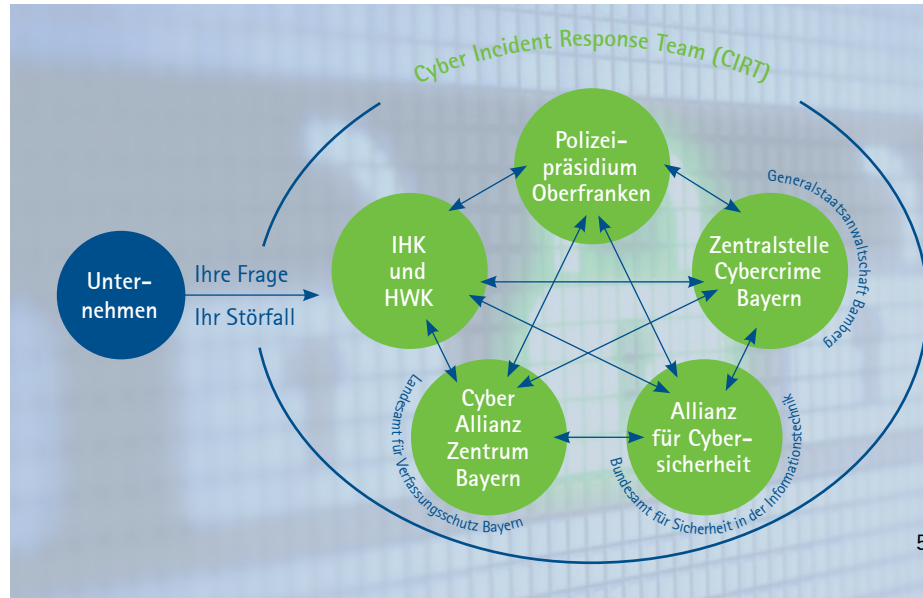 Cyber Incident Response Team (CIRT)
Polizei-
präsidium
Oberfranken
IHK
und
HWK
Zentralstelle
Cybercrime
Bayern
Generalstaatsanwaltschaft Bamberg
Unter-
nehmen
Ihre Frage
Ihr Störfall
Cyber
Allianz
Zentrum
Bayern
Landesamt für Verfassungsschutz Bayern
Allianz
für Cyber-
sicherheit
Bundesamt für Sicherheit in der Informationstechnik
5